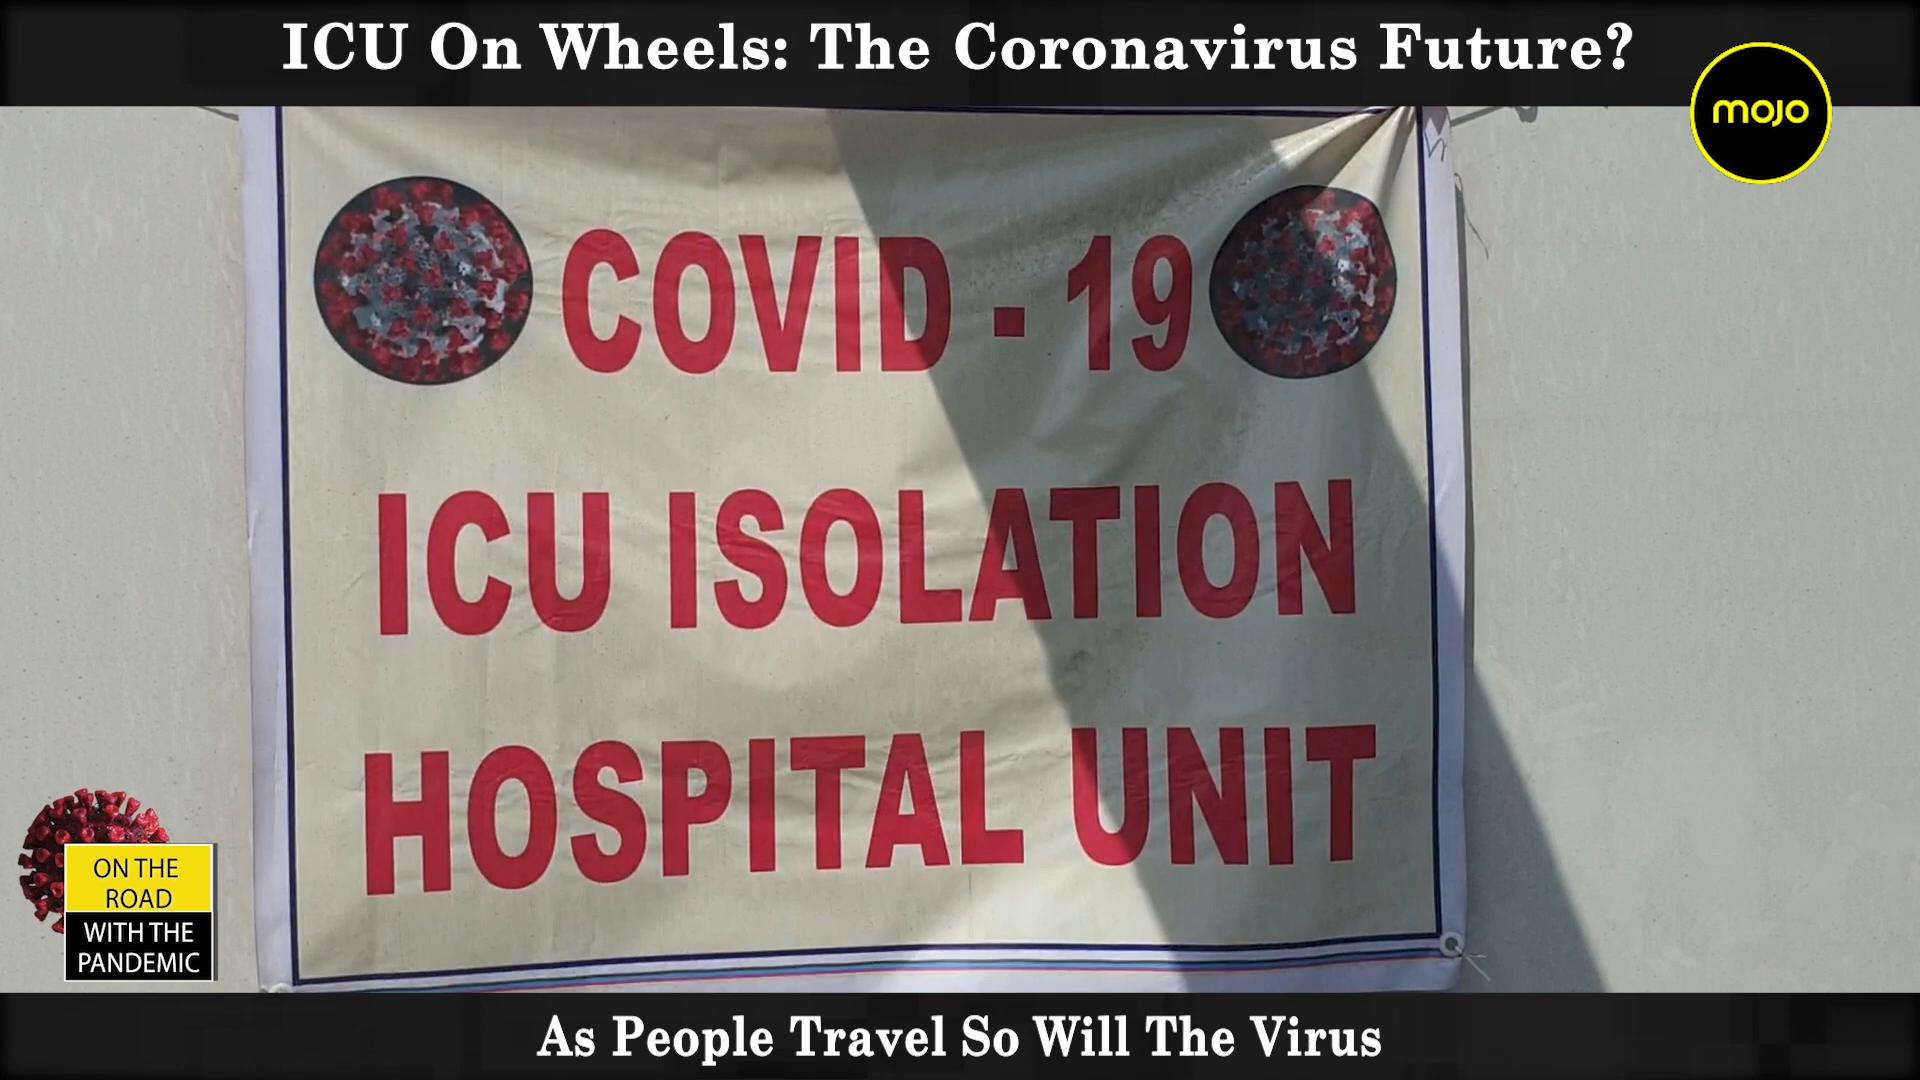 ICU On Wheels: The Coronavirus Future?
mojo
COVID - 19
ICU ISOLATION
HOSPITAL UNIT
ON THE
ROAD
WITH THE
PANDEMIC
As People Travel So Will The Virus